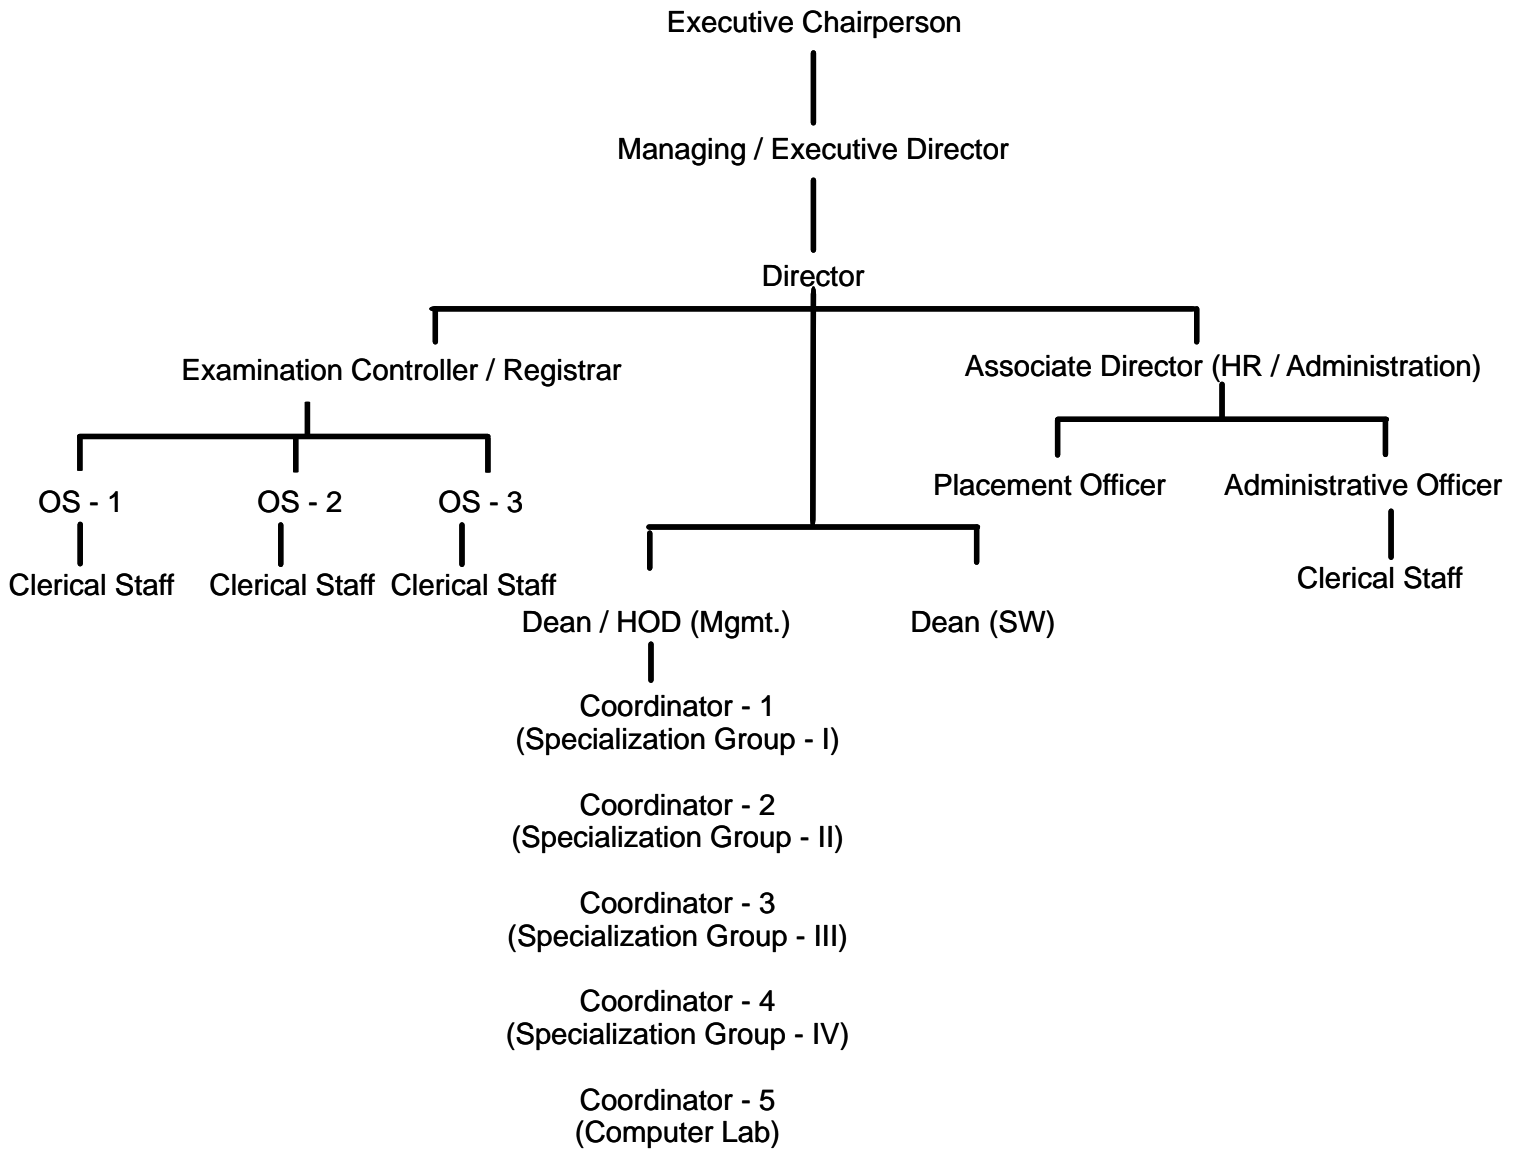 Executive Chairperson
Managing / Executive Director
Director
Examination Controller / Registrar
Associate Director (HR / Administration)
OS - 1
OS - 2
OS - 3
Clerical Staff
Clerical Staff
Clerical Staff
Placement Officer
Administrative Officer
Clerical Staff
Dean / HOD (Mgmt.)
Dean (SW)
Coordinator - 1
(Specialization Group - I)
Coordinator - 2
(Specialization Group - II)
Coordinator - 3
(Specialization Group - III)
Coordinator - 4
(Specialization Group - IV)
Coordinator - 5
(Computer Lab)